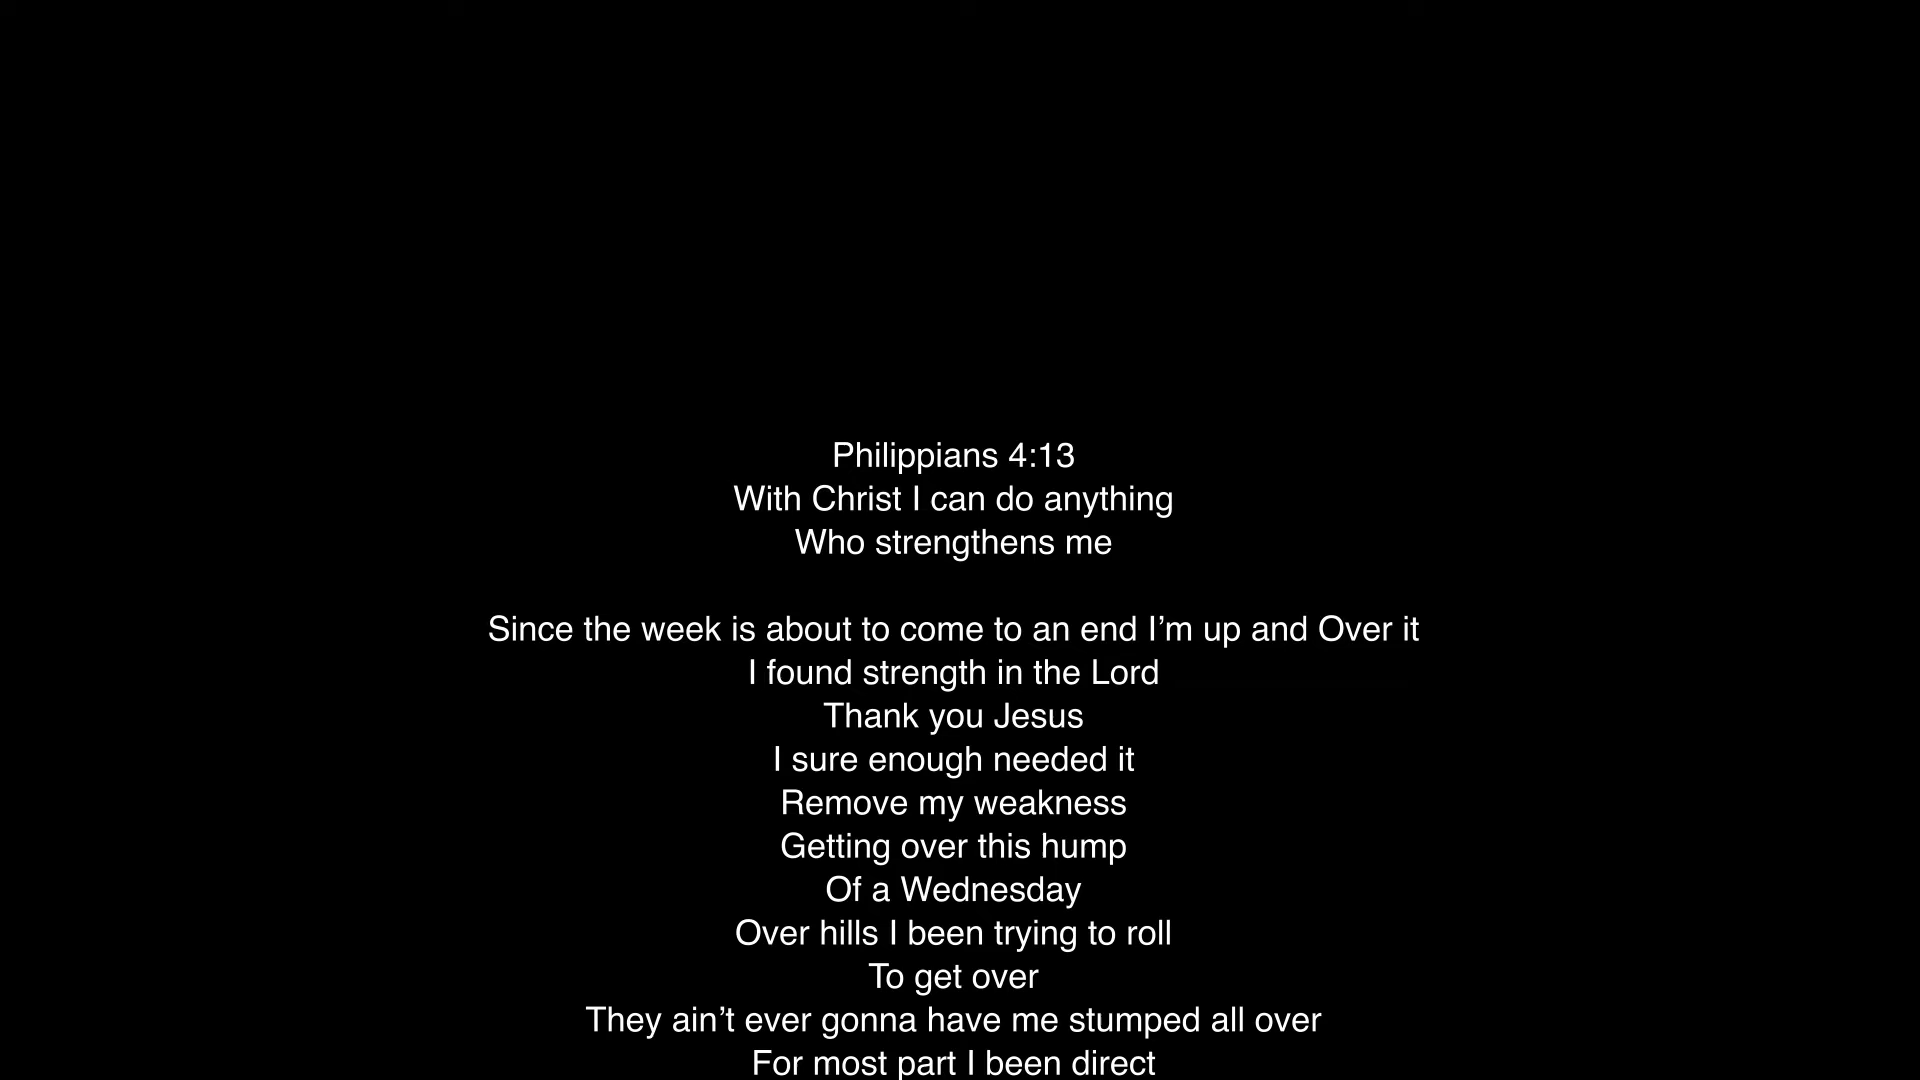 Philippians 4:13
With Christ I can do anything
Who strengthens me
Since the week is about to come to an end I’m up and Over it
I found strength in the Lord
Thank you Jesus
I sure enough needed it
Remove my weakness
Getting over this hump
Of a Wednesday
Over hills I been trying to roll
To get over
They ain’t ever gonna have me stumped all over
For most part I been direct